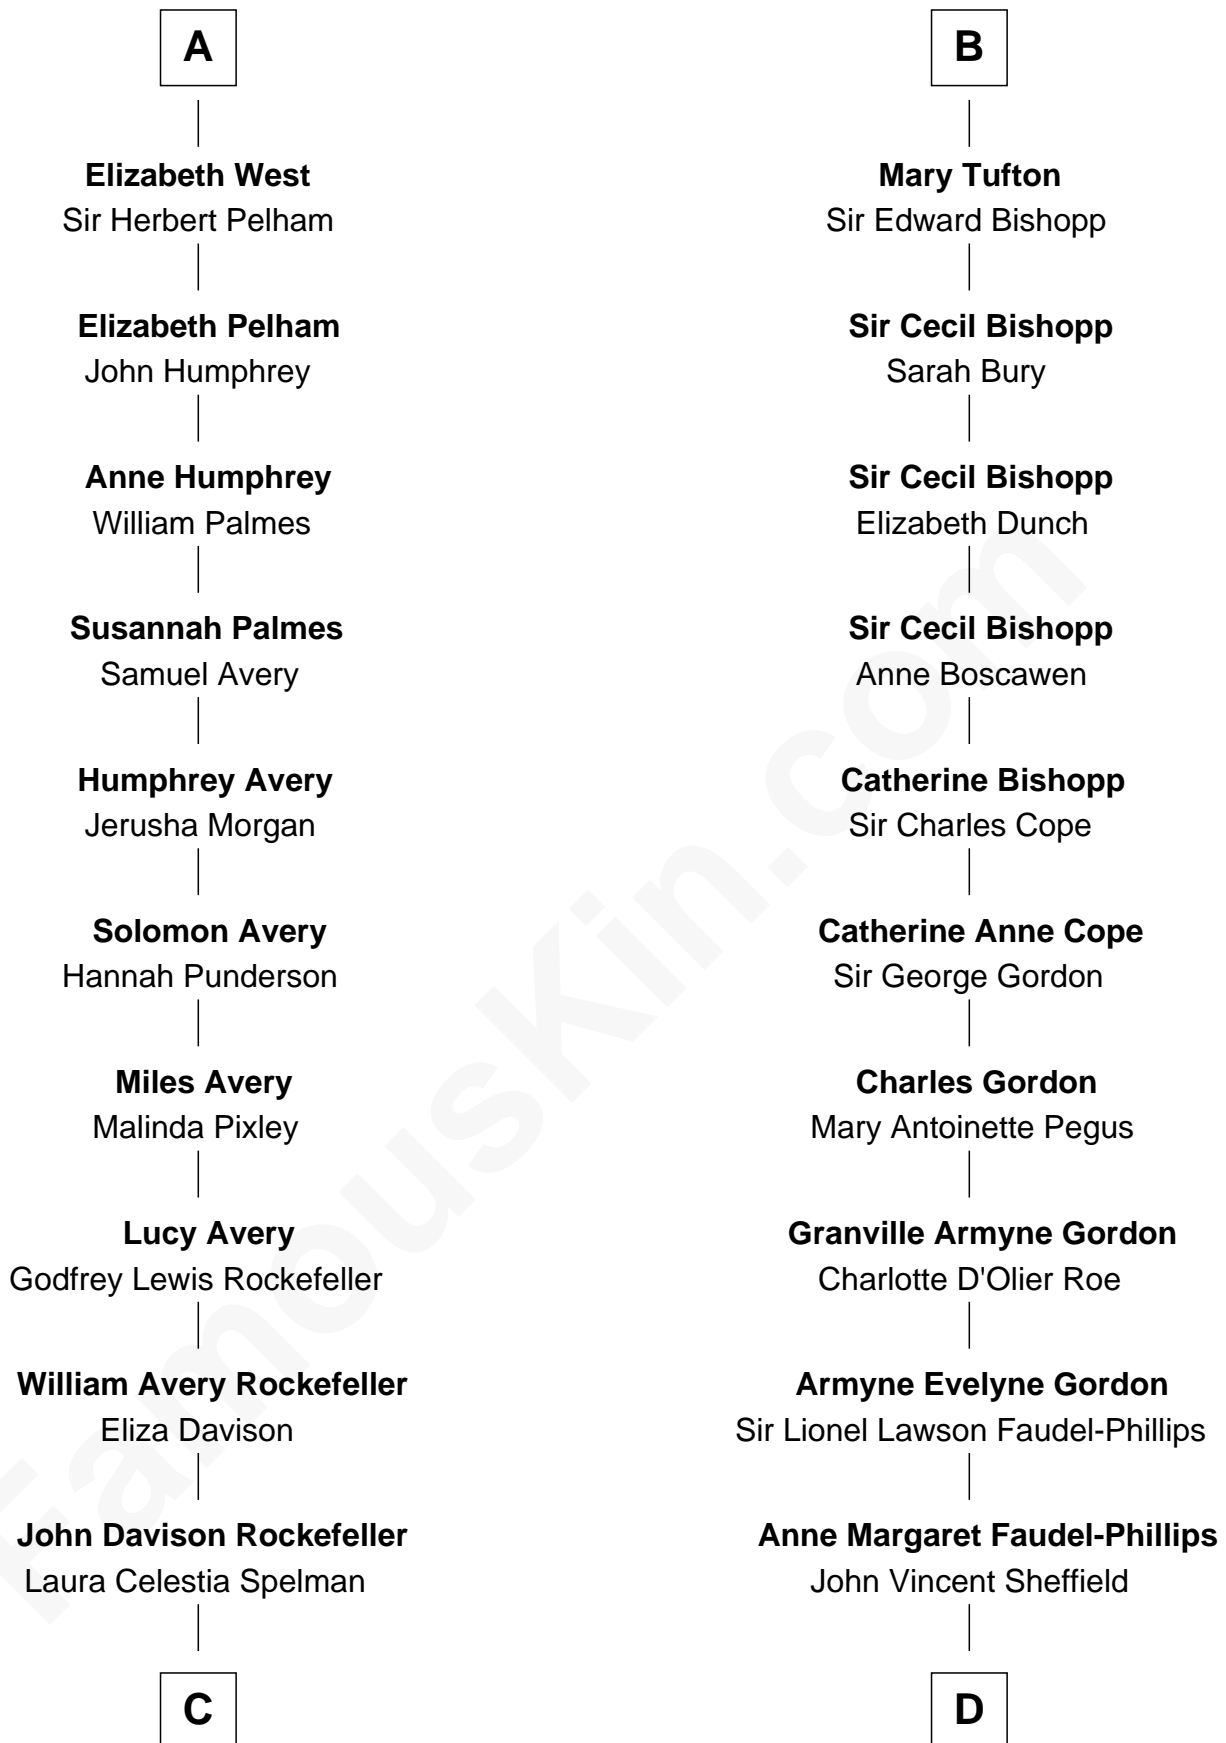 A
Elizabeth West
Sir Herbert Pelham
Elizabeth Pelham
John Humphrey
Anne Humphrey
William Palmes
Susannah Palmes
Samuel Avery
Humphrey Avery
Jerusha Morgan
Solomon Avery
Hannah Punderson
Miles Avery
Malinda Pixley
Lucy Avery
Godfrey Lewis Rockefeller
William Avery Rockefeller
Eliza Davison
John Davison Rockefeller
Laura Celestia Spelman
C
B
Mary Tufton
Sir Edward Bishopp
Sir Cecil Bishopp
Sarah Bury
Sir Cecil Bishopp
Elizabeth Dunch
Sir Cecil Bishopp
Anne Boscawen
Catherine Bishopp
Sir Charles Cope
Catherine Anne Cope
Sir George Gordon
Charles Gordon
Mary Antoinette Pegus
Granville Armyne Gordon
Charlotte D'Olier Roe
Armyne Evelyne Gordon
Sir Lionel Lawson Faudel-Phillips
Anne Margaret Faudel-Phillips
John Vincent Sheffield
D
FamousKin.com